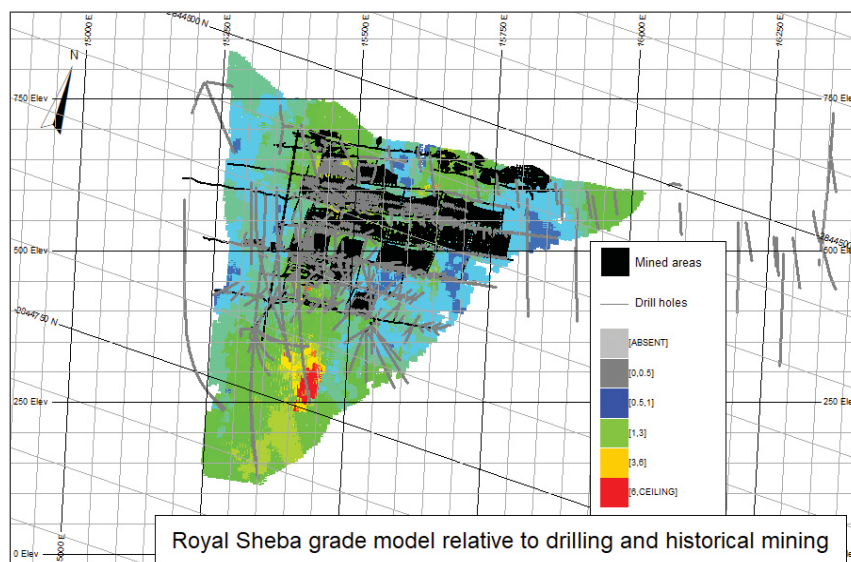 -2844500 N
15000 E
15250 E
15500 E
15750 E
16000 E
16250 E
N
750 Elev
750 Elev
500 Elev
-2844500
Mined areas
Drill holes
[ABSENT]
[0,0.5]
[0.5,1]
[1,3]
[3,6]
[6,CEILING]
250 Elev
250 Elev
0 Elev
Royal Sheba grade model relative to drilling and historical mining